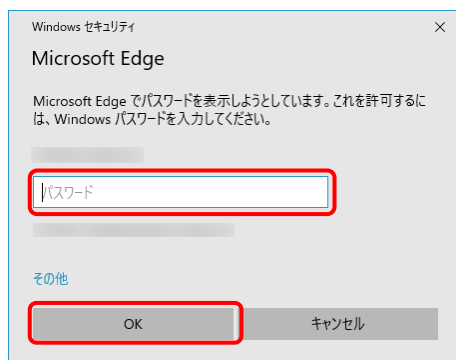 Windows セキュリティ
Microsoft Edge
Microsoft Edge でパスワードを表示しようとしています。これを許可するに
は、Windows パスワードを入力してください。
パスワード
その他
OK
キャンセル